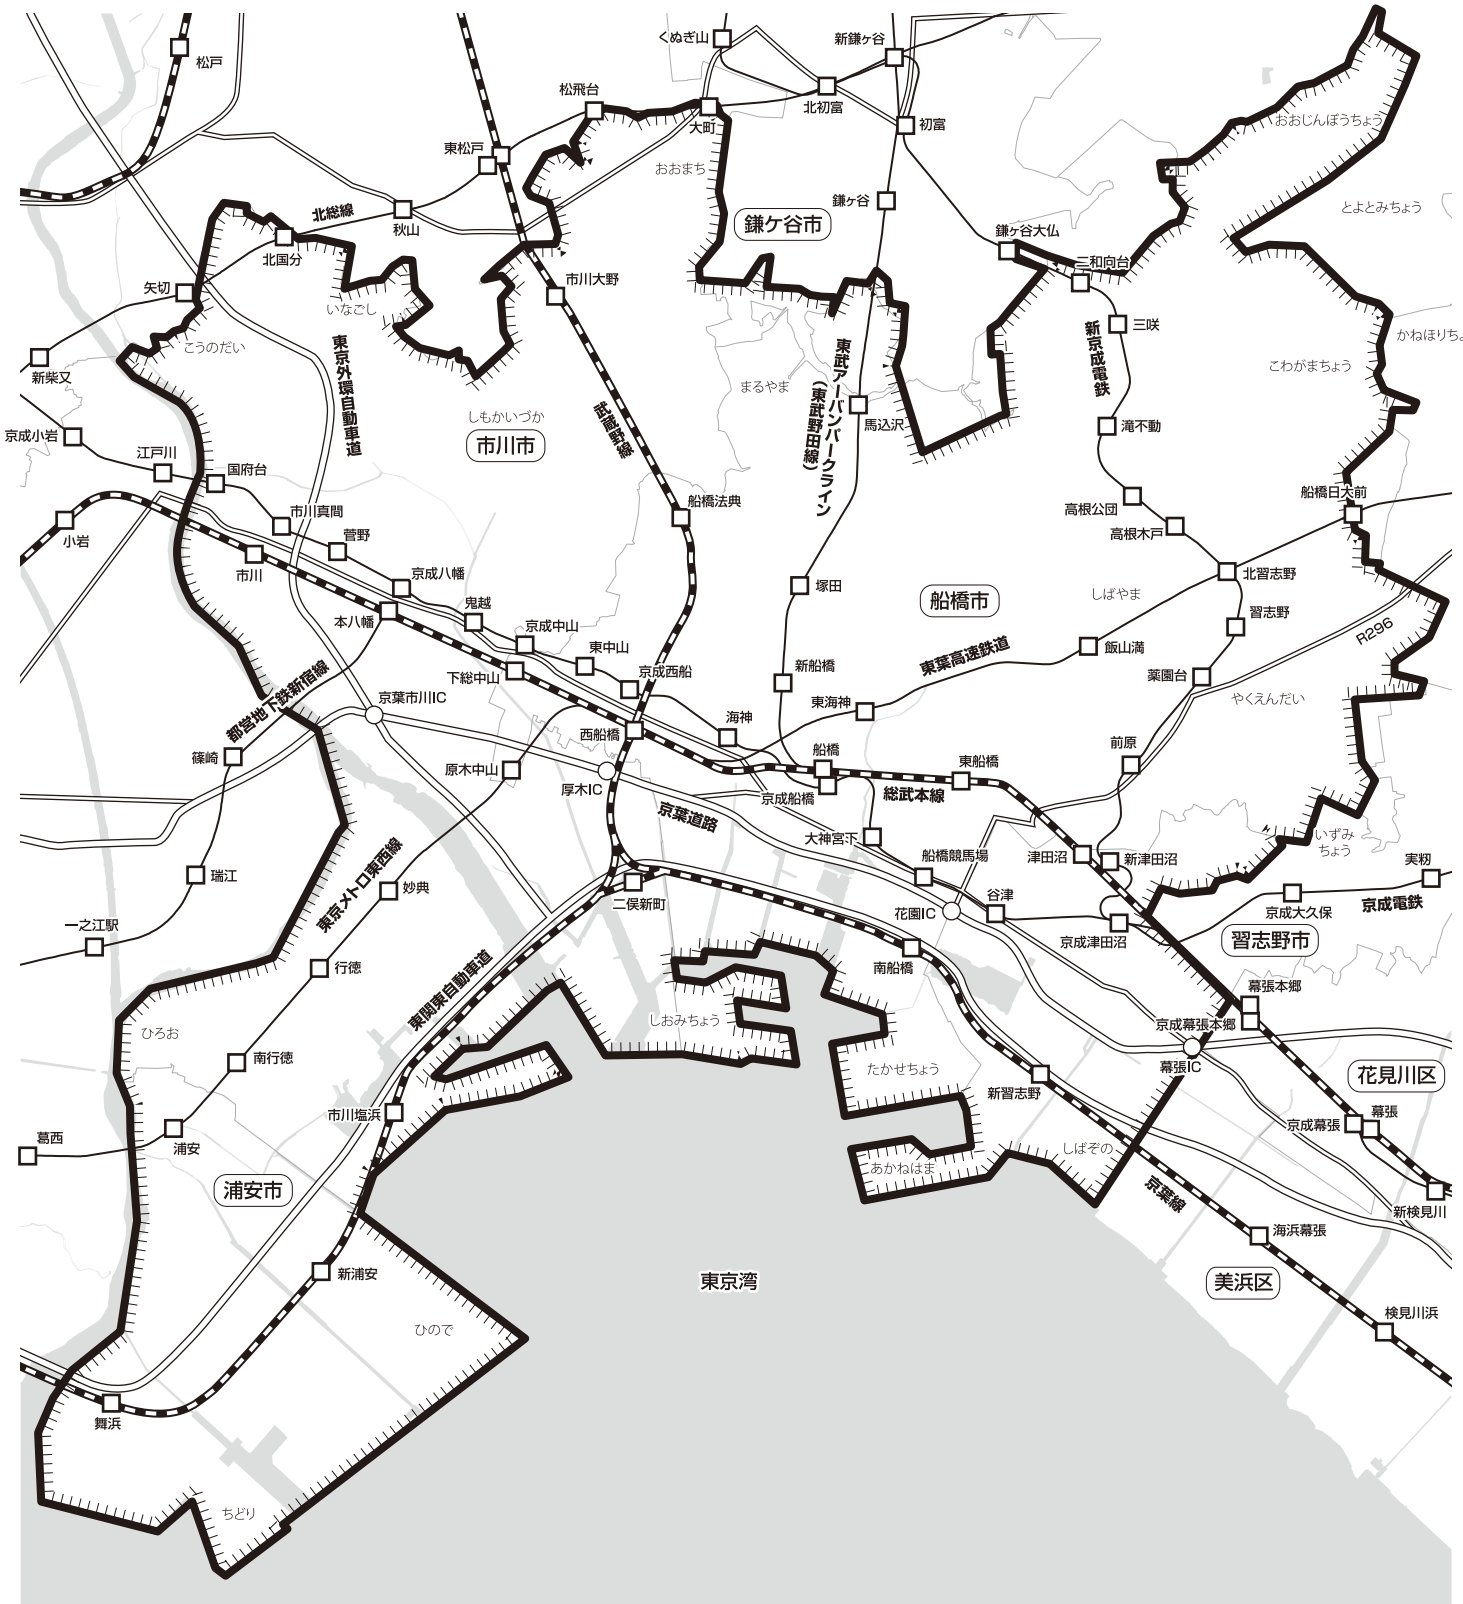 くぬぎ山
新鎌ヶ谷
松戸
松飛台
北初富
大町
初富
東松戸
おおじんぼうちょう
おおまち
鎌ヶ谷
とよとみちょう
北総線
秋山
鎌ケ谷市
鎌ヶ谷大仏
北国分
二和向台
矢切
市川大野
いなごし
三咲
かねほりちょ
こうのだい
東京外環自動車道
新京成電鉄
東武アーバンパークライン
(東武野田線)
こわがまちょう
新柴又
まるやま
しもかいづか
武蔵野線
馬込沢
滝不動
京成小岩
市川市
江戸川
国府台
船橋法典
船橋日大前
高根公団
市川真間
高根木戸
小岩
菅野
市川
京成八幡
塚田
北習志野
しばやま
鬼越
船橋市
習志野
本八幡
京成中山
R296
東中山
東葉高速鉄道
飯山満
下総中山
京成西船
新船橋
薬園台
都営地下鉄新宿線
京葉市川IC
東海神
やくえんだい
海神
西船橋
前原
篠崎
船橋
東船橋
原木中山
厚木IC
京成船橋
総武本線
京葉道路
大神宮下
いずみ
ちょう
船橋競馬場
津田沼
新津田沼
実籾
瑞江
東京メトロ東西線
妙典
二俣新町
谷津
花園IC
京成大久保
京成電鉄
一之江駅
京成津田沼
習志野市
行徳
東関東自動車道
南船橋
幕張本郷
ひろお
しおみちょう
京成幕張本郷
南行徳
たかせちょう
幕張IC
花見川区
新習志野
市川塩浜
京成幕張
幕張
葛西
浦安
しばぞの
あかねはま
浦安市
京葉線
新検見川
海浜幕張
新浦安
東京湾
美浜区
ひので
検見川浜
舞浜
ちどり